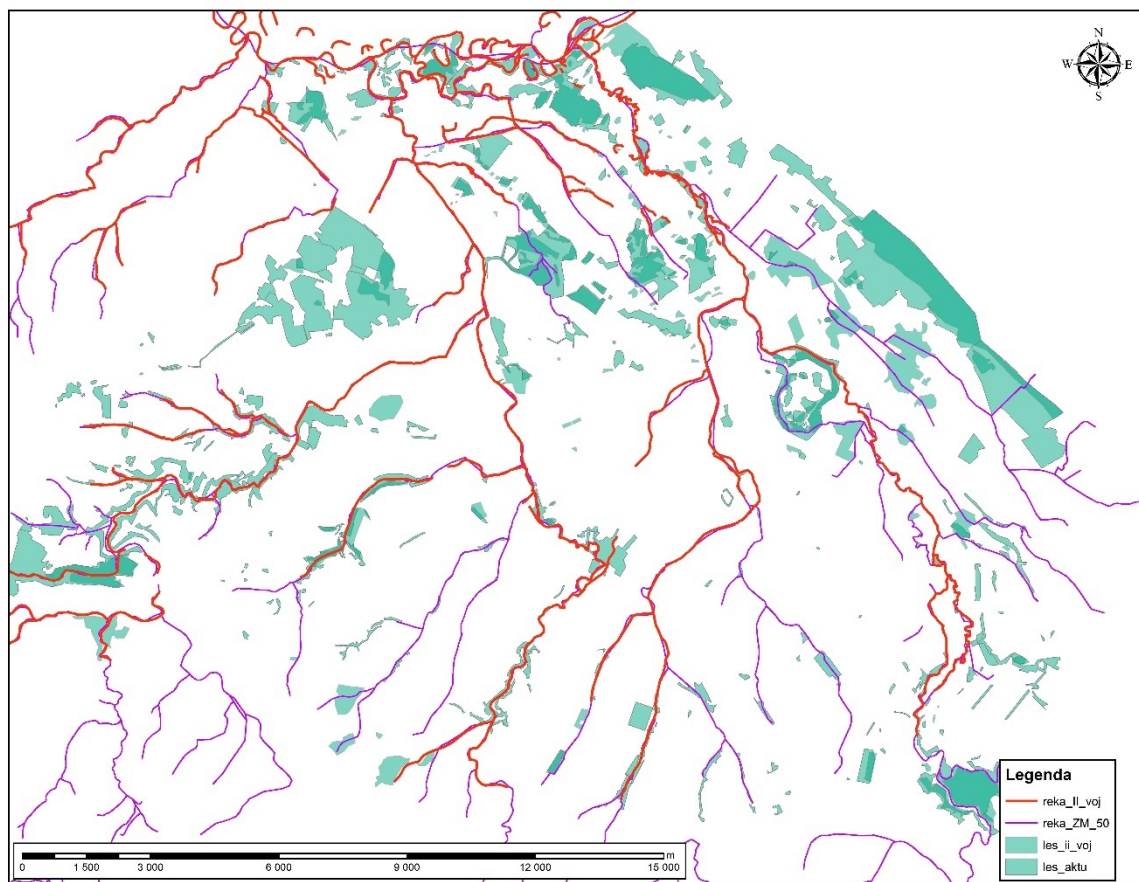 N
W E
S
Legenda
reka_II_voj
reka_ZM_50
les_ii_voj
les_aktu
m
0 1 500 3 000 6 000 9 000 12 000 15 000